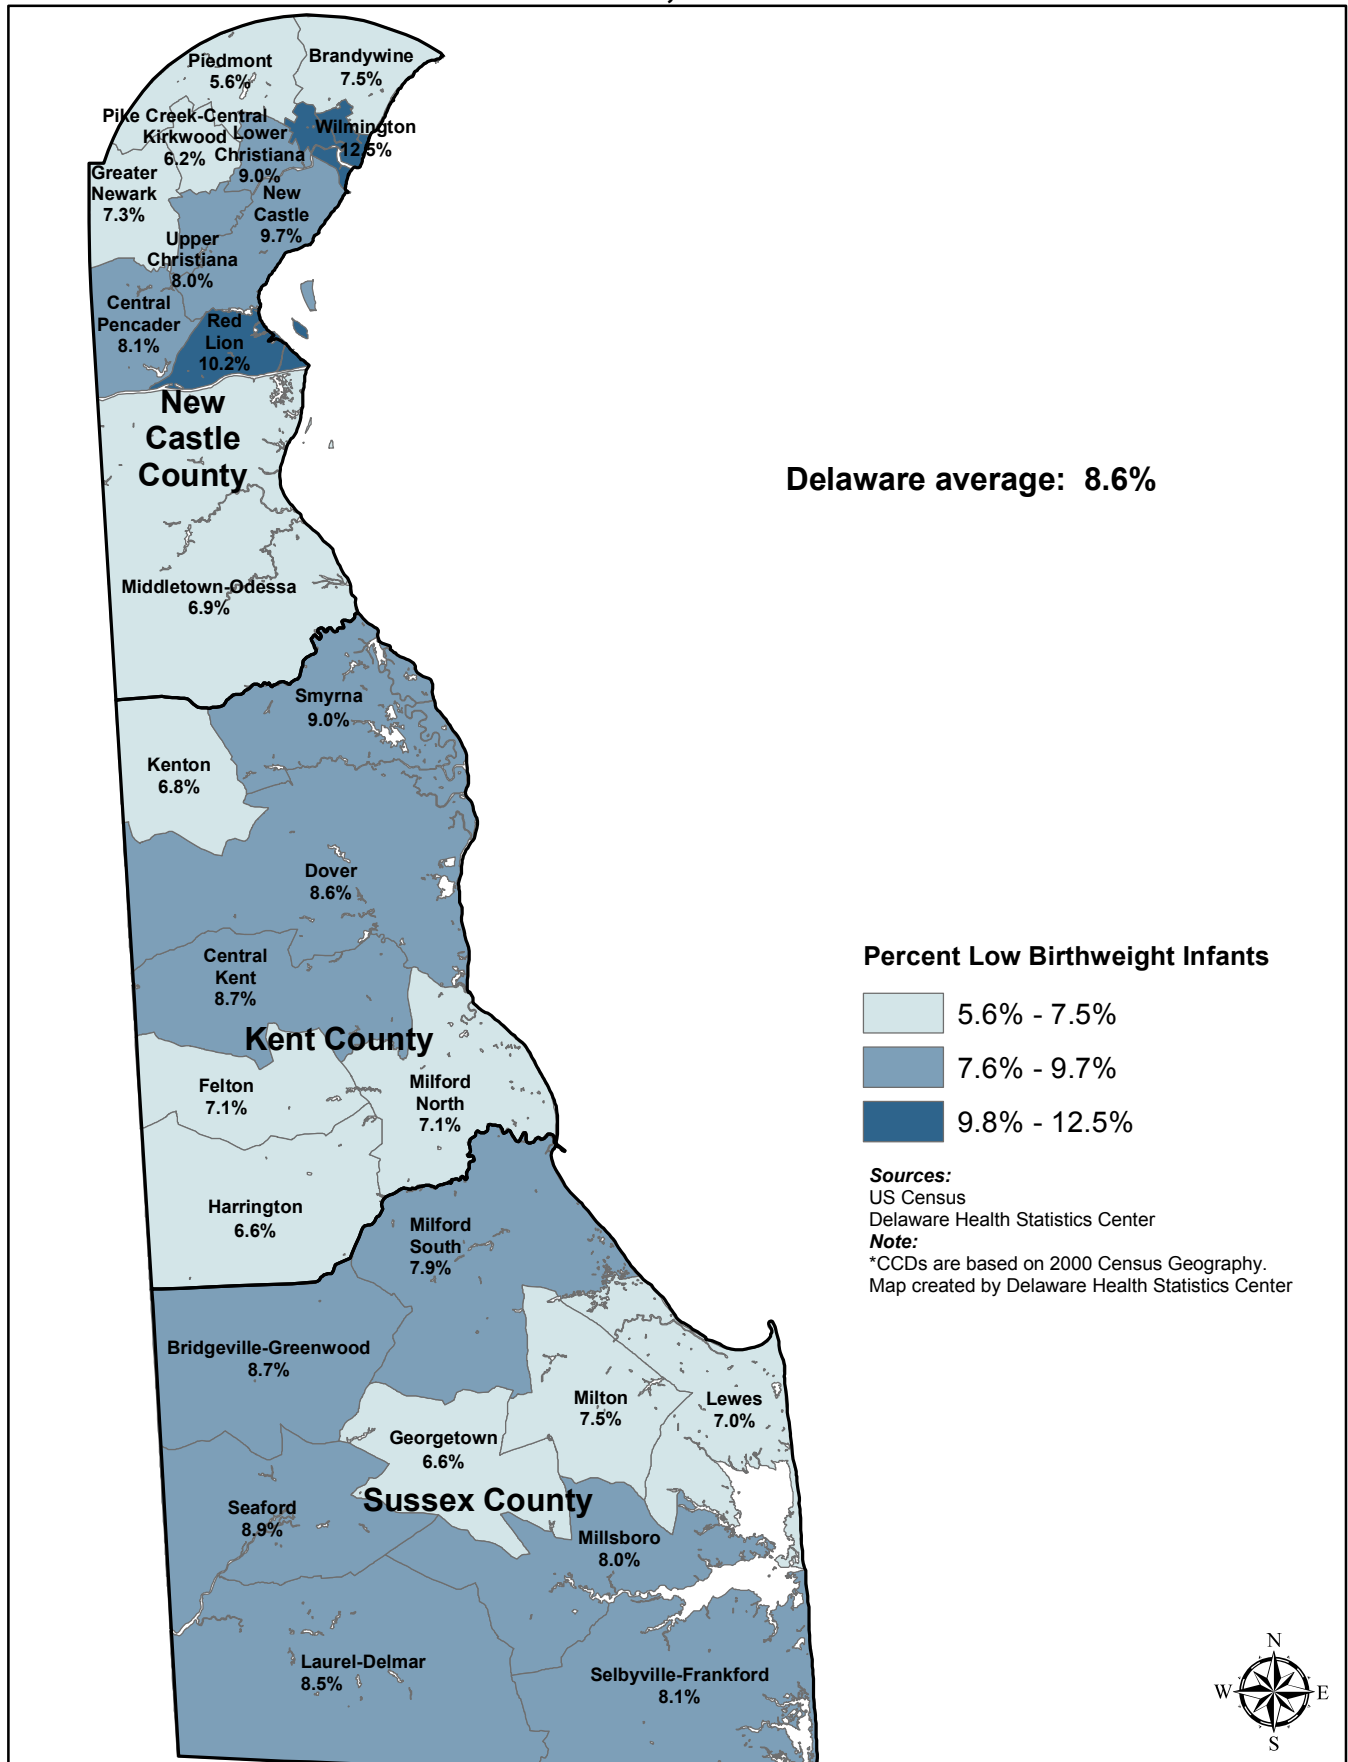 Piedmont
5.6%
Brandywine
7.5%
Pike Creek-Central
Kirkwood
6.2%
Lower
Christiana
9.0%
Wilmington
12.5%
Greater
Newark
7.3%
New
Castle
9.7%
Upper
Christiana
8.0%
Central
Pencader
8.1%
Red
Lion
10.2%
New
Castle
County
Delaware average: 8.6%
Middletown-Odessa
6.9%
Smyrna
9.0%
Kenton
6.8%
Dover
8.6%
Central
Kent
8.7%
Kent County
Felton
7.1%
Milford
North
7.1%
Harrington
6.6%
Percent Low Birthweight Infants
5.6% - 7.5%
7.6% - 9.7%
9.8% - 12.5%
Sources:
US Census
Delaware Health Statistics Center
Note:
*CCDs are based on 2000 Census Geography.
Map created by Delaware Health Statistics Center
Milford
South
7.9%
Bridgeville-Greenwood
8.7%
Milton
7.5%
Lewes
7.0%
Georgetown
6.6%
Sussex County
Seaford
8.9%
Millsboro
8.0%
Laurel-Delmar
8.5%
Selbyville-Frankford
8.1%
N
W E
S